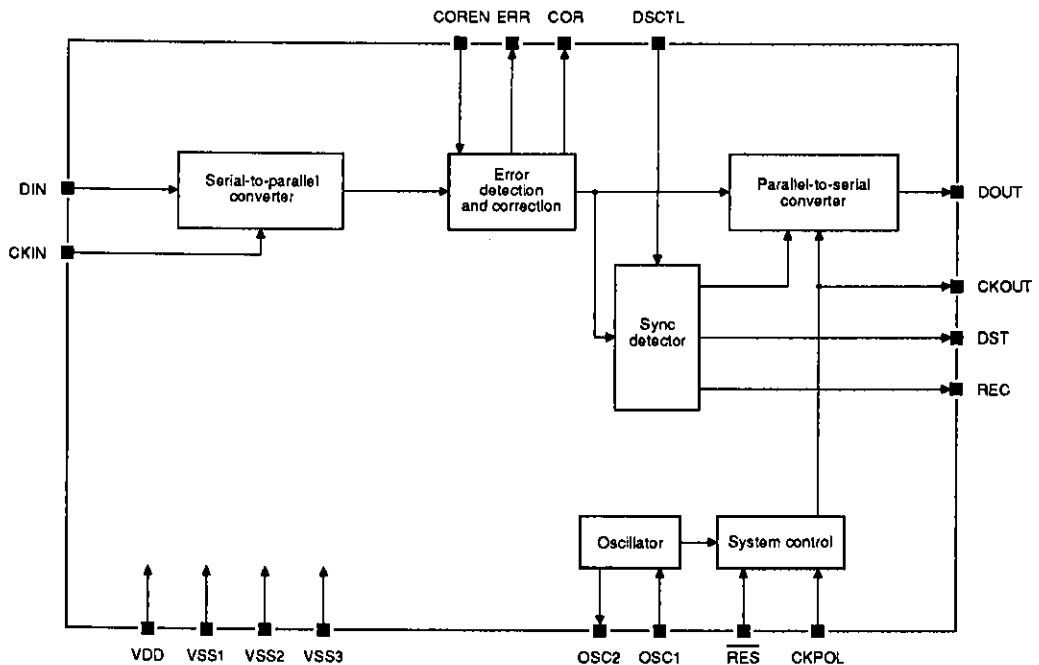 COREN ERR COR DSCTL
DIN
Serial-to-parallel
converter
Error
detection
and correction
Parallel-to-serial
converter
DOUT
CKIN
CKOUT
Sync
detector
DST
REC
Oscillator
System control
VDD VSS1 VSS2 VSS3 OSC2 OSC1 RES CKPOL